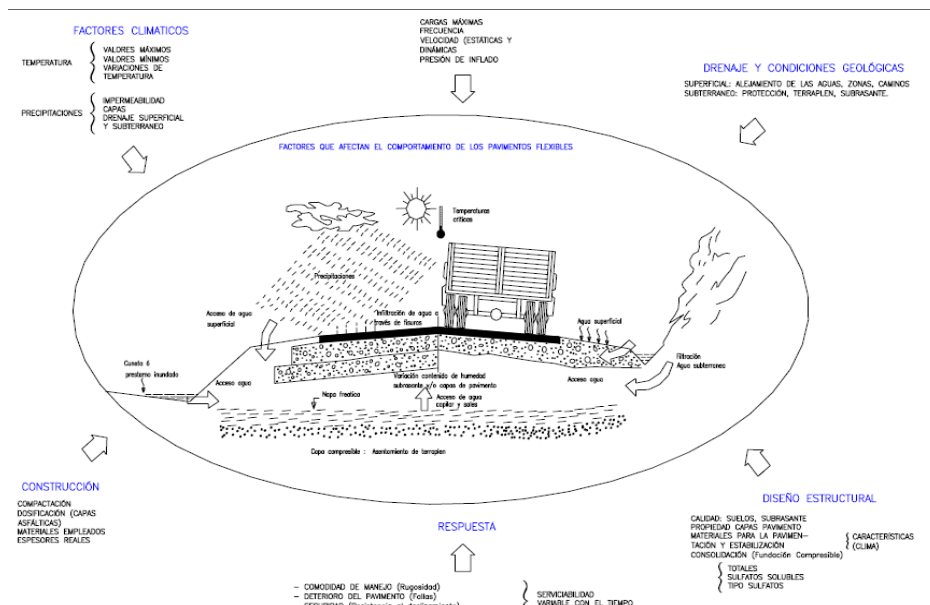 FACTORES CLIMATICOS
TEMPERATURA
VALORES MÁXIMOS
VALORES MÍNIMOS
VARIACIONES DE
TEMPERATURA
PRECIPITACIONES
IMPERMEABILIDAD
CAPAS
DRENAJE SUPERFICIAL
Y SUBTERRANEO
CARGAS MÁXIMAS
FRECUENCIA
VELOCIDAD (ESTÁTICAS Y
DINÁMICAS
PRESIÓN DE INFLADO
DRENAJE Y CONDICIONES GEOLÓGICAS
SUPERFICIAL: ALEJAMIENTO DE LAS AGUAS, ZONAS, CAMINOS
SUBTERRANEO: PROTECCIÓN, TERRAPLEN, SUBRASANTE.
FACTORES QUE AFECTAN EL COMPORTAMIENTO DE LOS PAVIMENTOS FLEXIBLES
Temperaturas
críticas
Precipitaciones
Acceso de agua
superficial
Infiltración de agua a
través de fisuras
Agua superficial
Cuneta ó
prestamo inundado
Acceso agua
Variación contenido de humedad
subrasante y/o capas de pavimento
Acceso agua
Filtración
Agua subterranea
Napa freatica
Acceso de agua
capilar y sales
Capa compresible : Asentamiento de terraplen
CONSTRUCCIÓN
COMPACTACIÓN
DOSIFICACIÓN (CAPAS
ASFÁLTICAS)
MATERIALES EMPLEADOS
ESPESORES REALES
RESPUESTA
– COMODIDAD DE MANEJO (Rugosidad)
– DETERIORO DEL PAVIMENTO (Fallas)
SERVICIABILIDAD
VARIABLE CON EL TIEMPO
DISEÑO ESTRUCTURAL
CALIDAD: SUELOS, SUBRASANTE
PROPIEDAD CAPAS PAVIMENTO
MATERIALES PARA LA PAVIMEN–
TACIÓN Y ESTABILIZACIÓN
CONSOLIDACIÓN (Fundación Compresible)
CARACTERÍSTICAS
(CLIMA)
TOTALES
SULFATOS SOLUBLES
TIPO SULFATOS